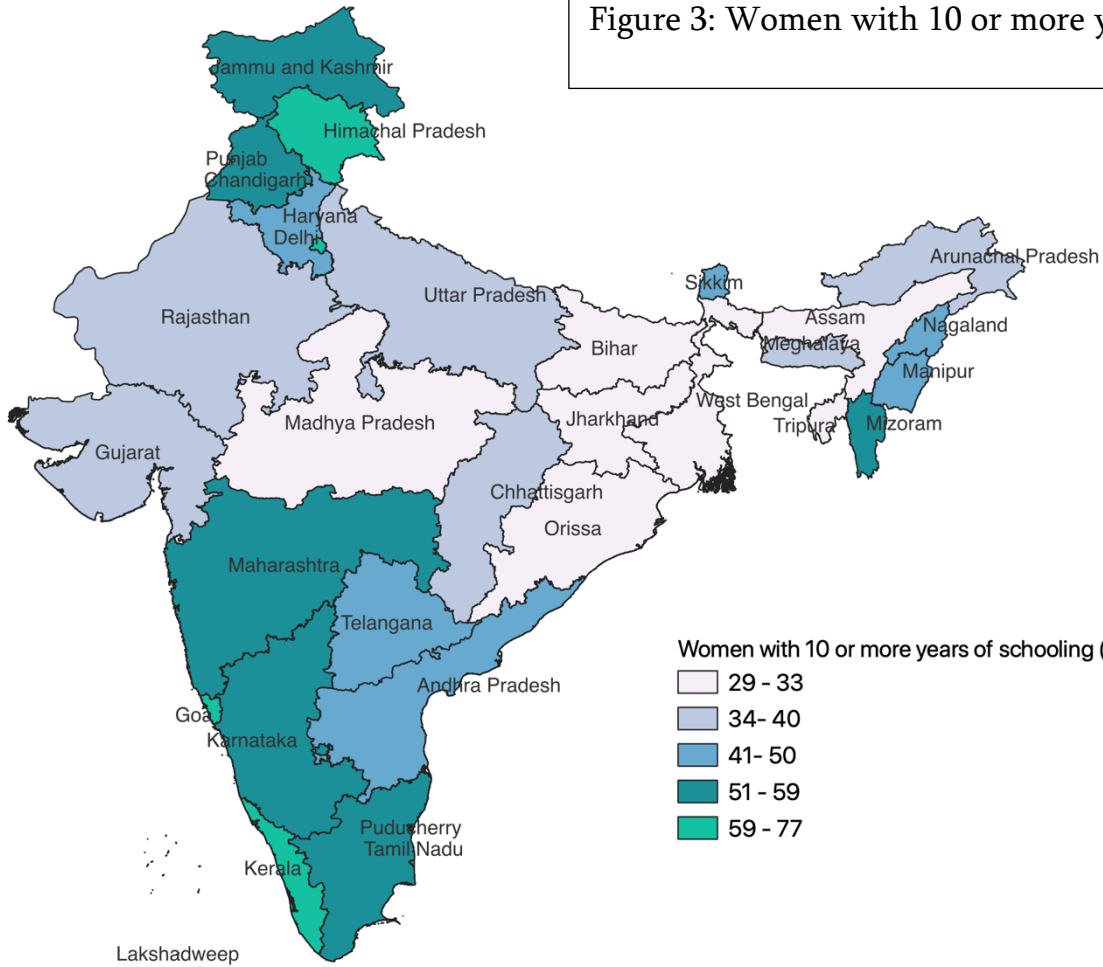 Figure 3: Women with 10 or more y
Jammu and Kashmir
Himachal Pradesh
Punjab
Chandigarh
Haryana
Delhi
Arunachal Pradesh
Sikkim
Uttar Pradesh
Rajasthan
Assam
Nagaland
Meghalaya
Bihar
Manipur
West Bengal
Jharkhand
Tripura
Mizoram
Madhya Pradesh
Gujarat
Chhattisgarh
Orissa
Maharashtra
Telangana
Andhra Pradesh
Goa
Karnataka
Puducherry
Tamil Nadu
Kerala
Lakshadweep
Women with 10 or more years of schooling (
29 - 33
34- 40
41- 50
51 - 59
59 - 77